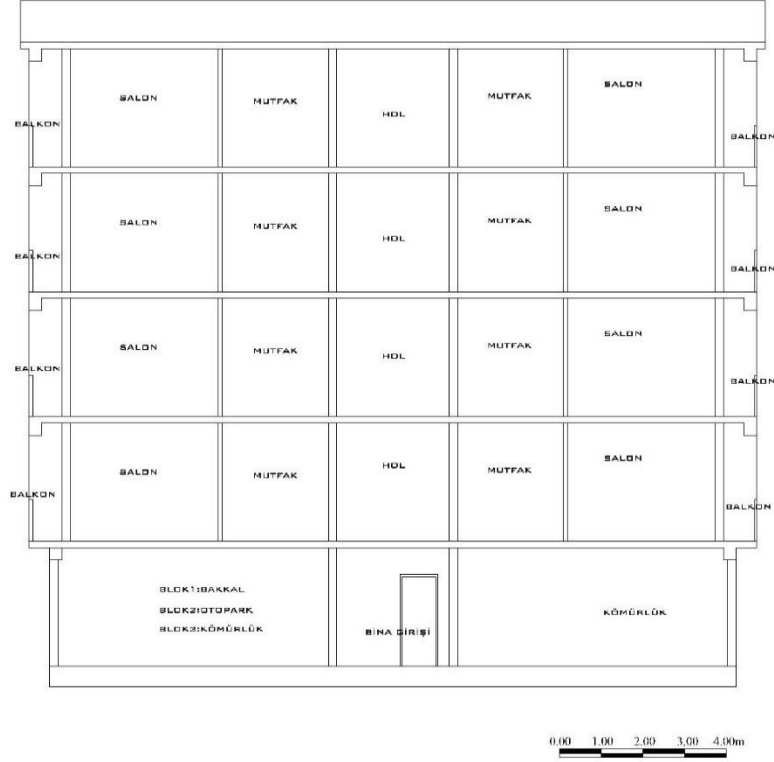 SALON
MUTFAK
HOL
MUTFAK
SALON
BALKON
BALKON
SALON
MUTFAK
HOL
MUTFAK
SALON
BALKON
BALKON
SALON
MUTFAK
HOL
MUTFAK
SALON
BALKON
BALKON
SALON
MUTFAK
HOL
MUTFAK
SALON
BALKON
BALKON
BLOK1:BAKKAL
BLOK2:OTOPARK
BLOK3:KÖMÜRLÜK
BİNA GİRİŞİ
KÖMÜRLÜK
0.00 1.00 2.00 3.00 4.00m